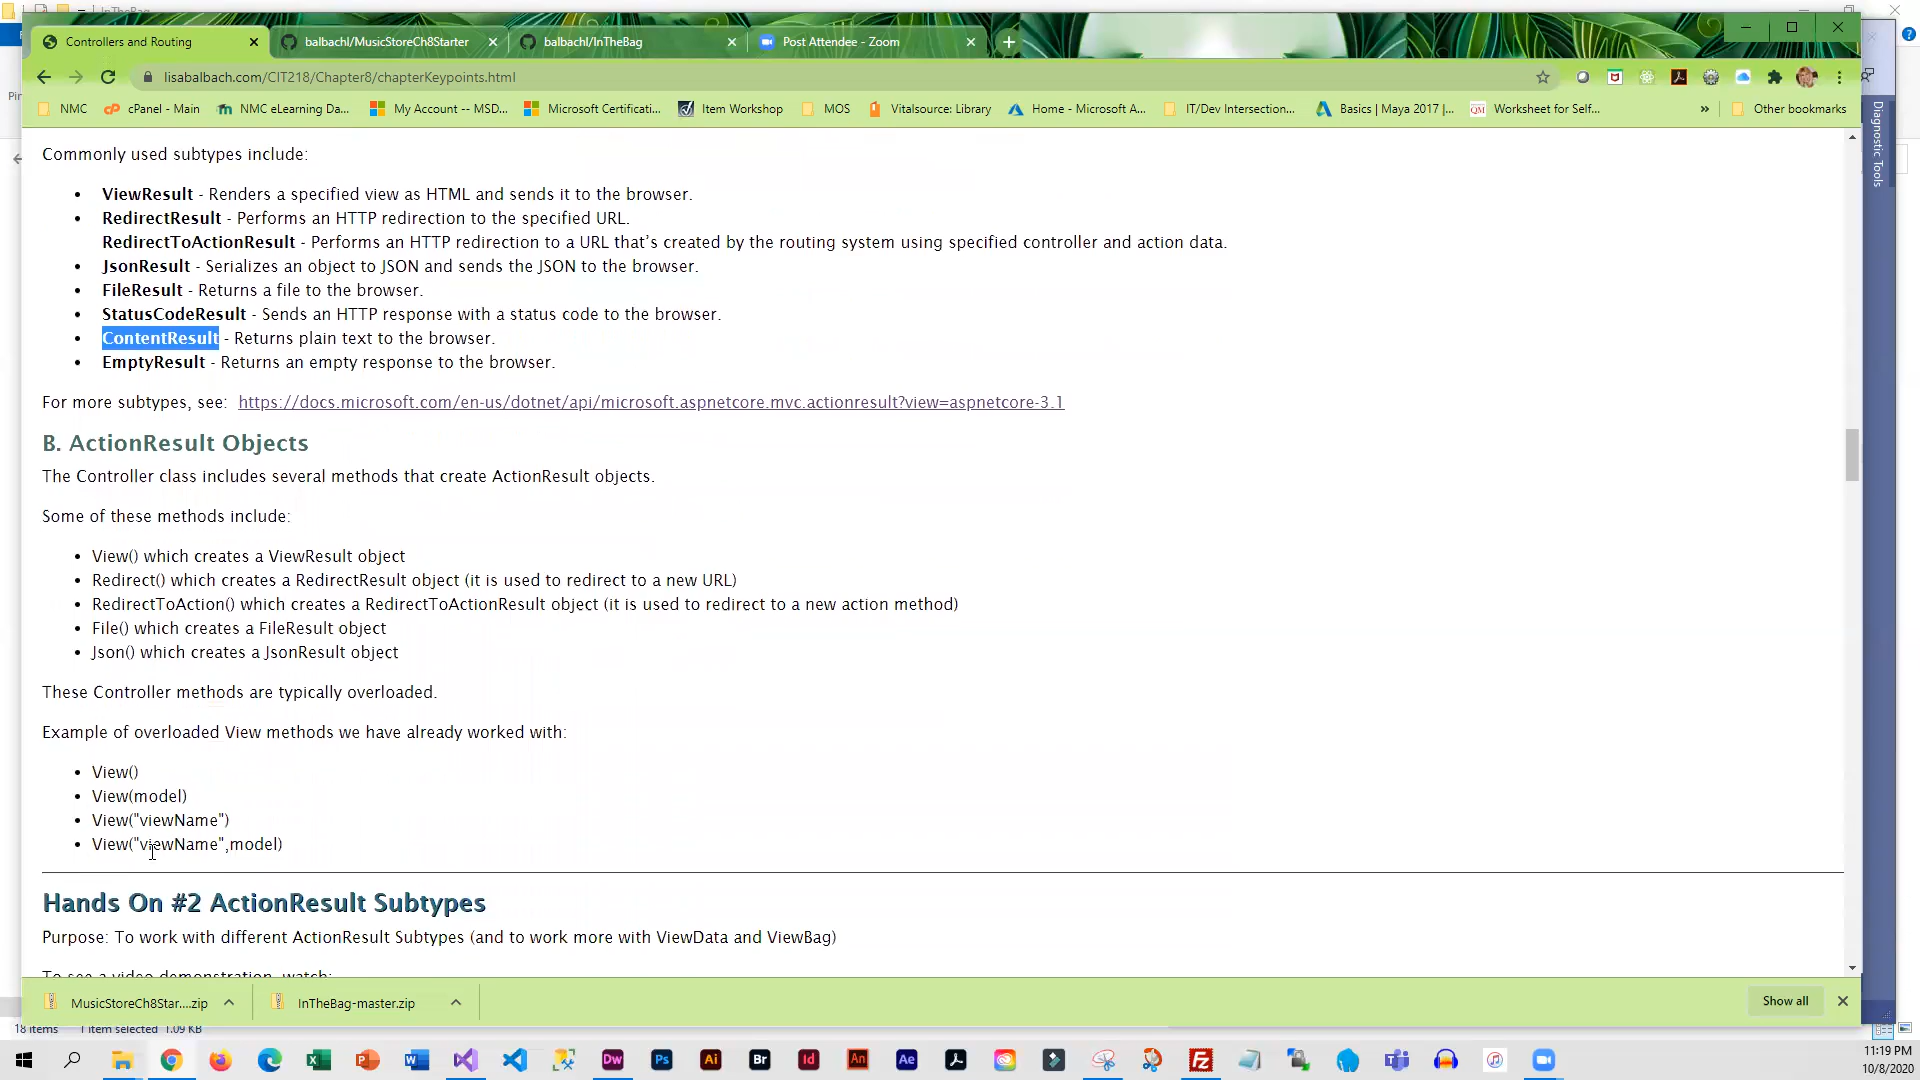 InTheBag
Controllers and Routing
balbachl/MusicStoreCh8Starter
balbachl/InTheBag
Post Attendee - Zoom
lisabalbach.com/CIT218/Chapter8/chapterKeypoints.html
NMC
cPanel - Main
NMC eLearning Da...
My Account -- MSD...
Microsoft Certificati...
Item Workshop
MOS
Vitalsource: Library
Home - Microsoft A...
IT/Dev Intersection...
Basics | Maya 2017 |...
QM Worksheet for Self...
»
Other bookmarks
Diagnostic Tools
Commonly used subtypes include:
• ViewResult - Renders a specified view as HTML and sends it to the browser.
• RedirectResult - Performs an HTTP redirection to the specified URL.
RedirectToActionResult - Performs an HTTP redirection to a URL that's created by the routing system using specified controller and action data.
• JsonResult - Serializes an object to JSON and sends the JSON to the browser.
• FileResult - Returns a file to the browser.
• StatusCodeResult - Sends an HTTP response with a status code to the browser.
• ContentResult - Returns plain text to the browser.
• EmptyResult - Returns an empty response to the browser.
For more subtypes, see: https://docs.microsoft.com/en-us/dotnet/api/microsoft.aspnetcore.mvc.actionresult?view=aspnetcore-3.1
B. ActionResult Objects
The Controller class includes several methods that create ActionResult objects.
Some of these methods include:
• View() which creates a ViewResult object
• Redirect() which creates a RedirectResult object (it is used to redirect to a new URL)
• RedirectToAction() which creates a RedirectToActionResult object (it is used to redirect to a new action method)
• File() which creates a FileResult object
• Json() which creates a JsonResult object
These Controller methods are typically overloaded.
Example of overloaded View methods we have already worked with:
• View()
• View(model)
• View("viewName")
• View("viewName",model)
Hands On #2 ActionResult Subtypes
Purpose: To work with different ActionResult Subtypes (and to work more with ViewData and ViewBag)
To see a video demonstration, watch:
MusicStoreCh8Star....zip
InTheBag-master.zip
Show all
18 items
1 item selected 1.09 KB
Dw
Ps
Ai
Br
Id
An
Ae
11:19 PM
10/8/2020